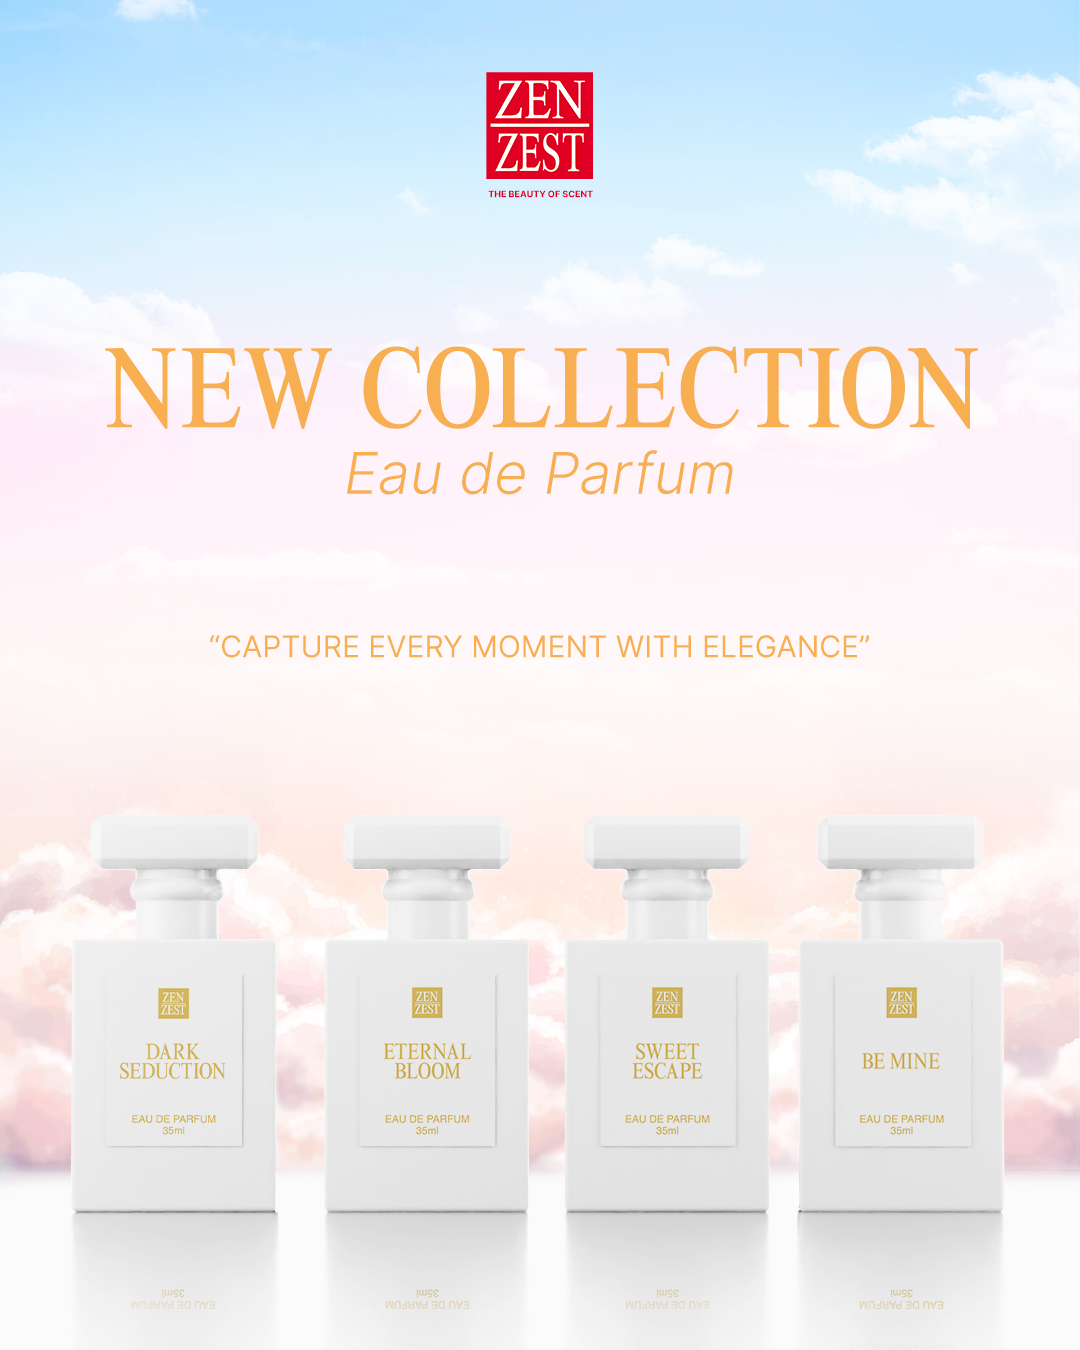 ZEN
ZEST
THE BEAUTY OF SCENT
NEW COLLECTION
Eau de Parfum
“CAPTURE EVERY MOMENT WITH ELEGANCE”
ZEN
ZEST
DARK
SEDUCTION
EAU DE PARFUM
35ml
ZEN
ZEST
ETERNAL
BLOOM
EAU DE PARFUM
35ml
ZEN
ZEST
SWEET
ESCAPE
EAU DE PARFUM
35ml
ZEN
ZEST
BE MINE
EAU DE PARFUM
35ml